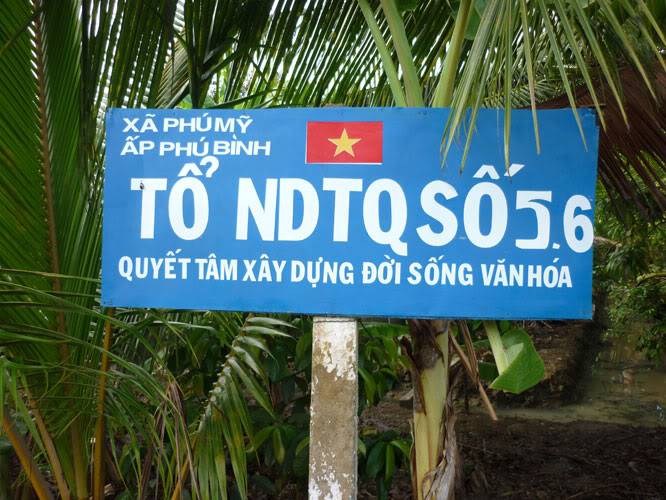 XÃ PHÚ MỸ
ẤP PHÚ BÌNH
TỔ NDTQ SỐ 5.6
QUYẾT TÂM XÂY DỰNG ĐỜI SỐNG VĂN HÓA